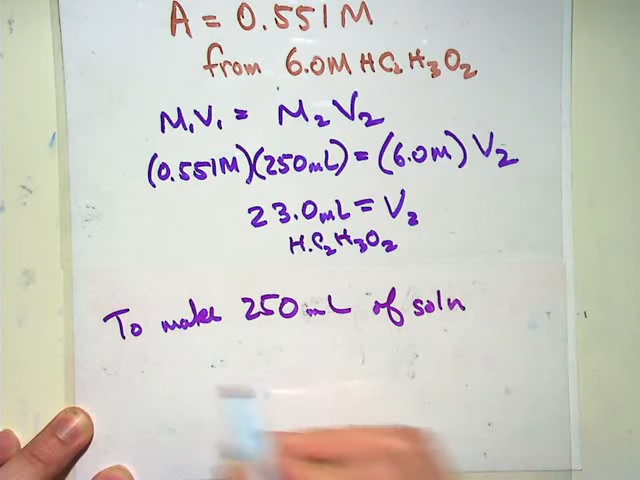 A = 0.551M
from 6.0M HC₂H₃O₂
M₁V₁ = M₂V₂
(0.551M)(250mL) = (6.0M) V₂
23.0mL = V₂
HC₂H₃O₂
To make 250mL of soln